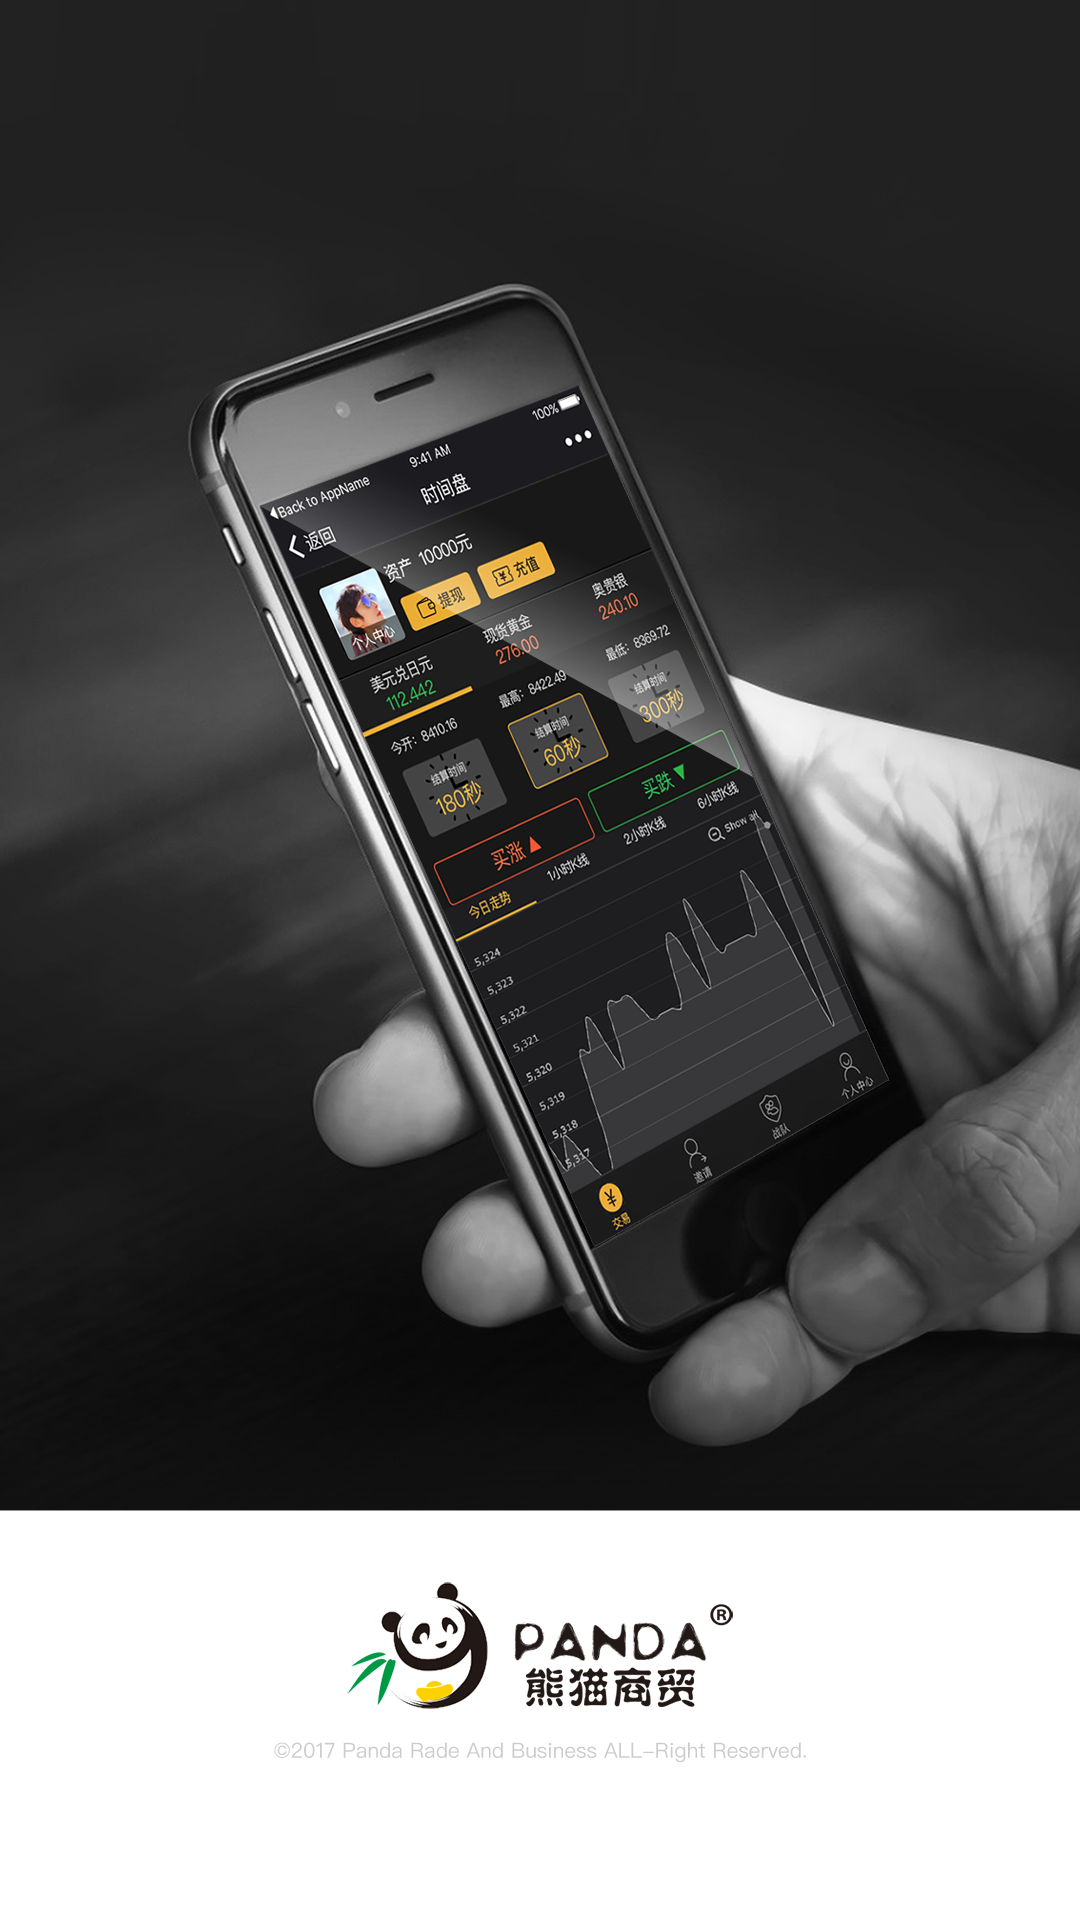 100%
9:41 AM
Back to AppName
时间盘
返回
资产 10000元
提现
充值
个人中心
美元兑日元
112.442
现货黄金
276.00
奥贵银
240.10
今开: 8410.16
最高: 8422.49
最低: 8369.72
结算时间
180秒
结算时间
60秒
结算时间
300秒
买涨
买跌
今日走势
1小时K线
2小时K线
6小时K线
Show all
5,324
5,323
5,322
5,321
5,320
5,319
5,318
5,317
交易
邀请
战队
个人中心
PANDA®
熊猫商贸
©2017 Panda Rade And Business ALL-Right Reserved.